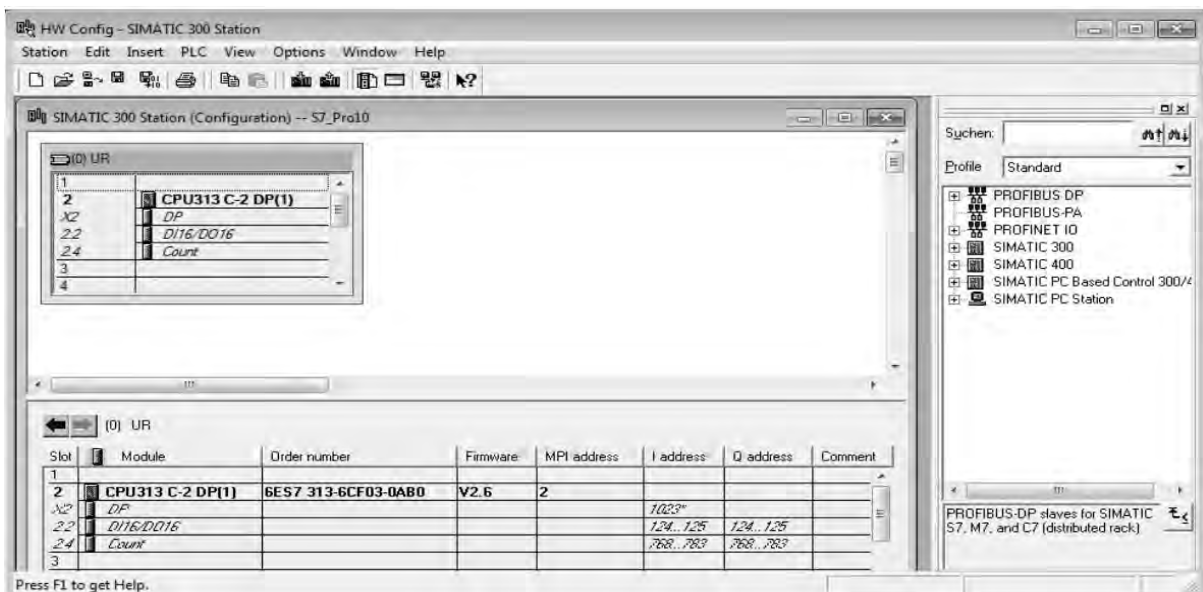 HW Config – SIMATIC 300 Station
Station Edit Insert PLC View Options Window Help
SIMATIC 300 Station (Configuration) -- S7_Pro10
(0) UR
1
2 CPU313 C-2 DP(1)
X2 DP
2.2 DI16/DO16
2.4 Count
3
4
Suchen:
Profile Standard
PROFIBUS DP
PROFIBUS-PA
PROFINET IO
SIMATIC 300
SIMATIC 400
SIMATIC PC Based Control 300/4
SIMATIC PC Station
(0) UR
Slot Module Order number Firmware MPI address I address Q address Comment
1
2 CPU313 C-2 DP(1) 6ES7 313-6CF03-0AB0 V2.6 2
X2 DP 1023*
2.2 DI16/DO16 124...125 124...125
2.4 Count 768...783 768...783
3
PROFIBUS-DP slaves for SIMATIC
S7, M7, and C7 (distributed rack)
Press F1 to get Help.